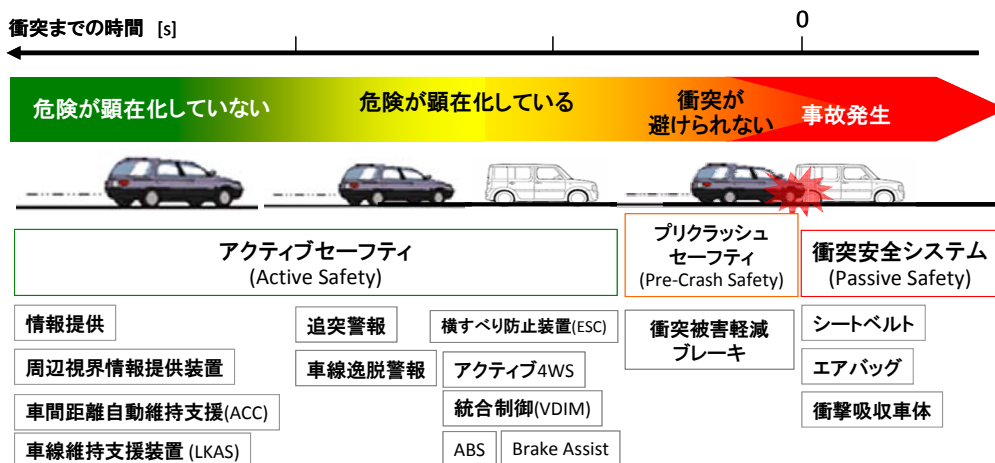 衝突までの時間 [s]
0
危険が顕在化していない
危険が顕在化している
衝突が
避けられない
事故発生
アクティブセーフティ
(Active Safety)
プリクラッシュ
セーフティ
(Pre-Crash Safety)
衝突安全システム
(Passive Safety)
情報提供
周辺視界情報提供装置
車間距離自動維持支援(ACC)
車線維持支援装置 (LKAS)
追突警報
車線逸脱警報
横すべり防止装置(ESC)
アクティブ4WS
統合制御(VDIM)
ABS
Brake Assist
衝突被害軽減
ブレーキ
シートベルト
エアバッグ
衝撃吸収車体